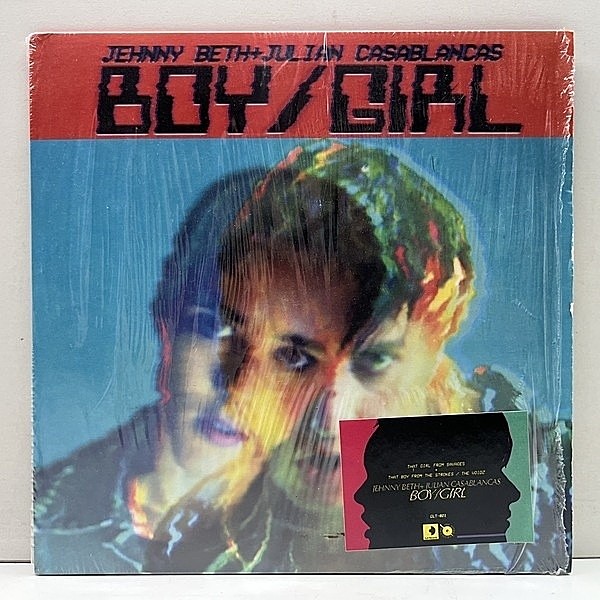 JEHNNY BETH+JULIAN CASABLANCAS
BOY/GIRL
THAT GIRL FROM SAVAGES
+
THAT BOY FROM THE STROKES / THE VOIDZ
JEHNNY BETH+JULIAN CASABLANCAS
BOY/GIRL
CLT-021